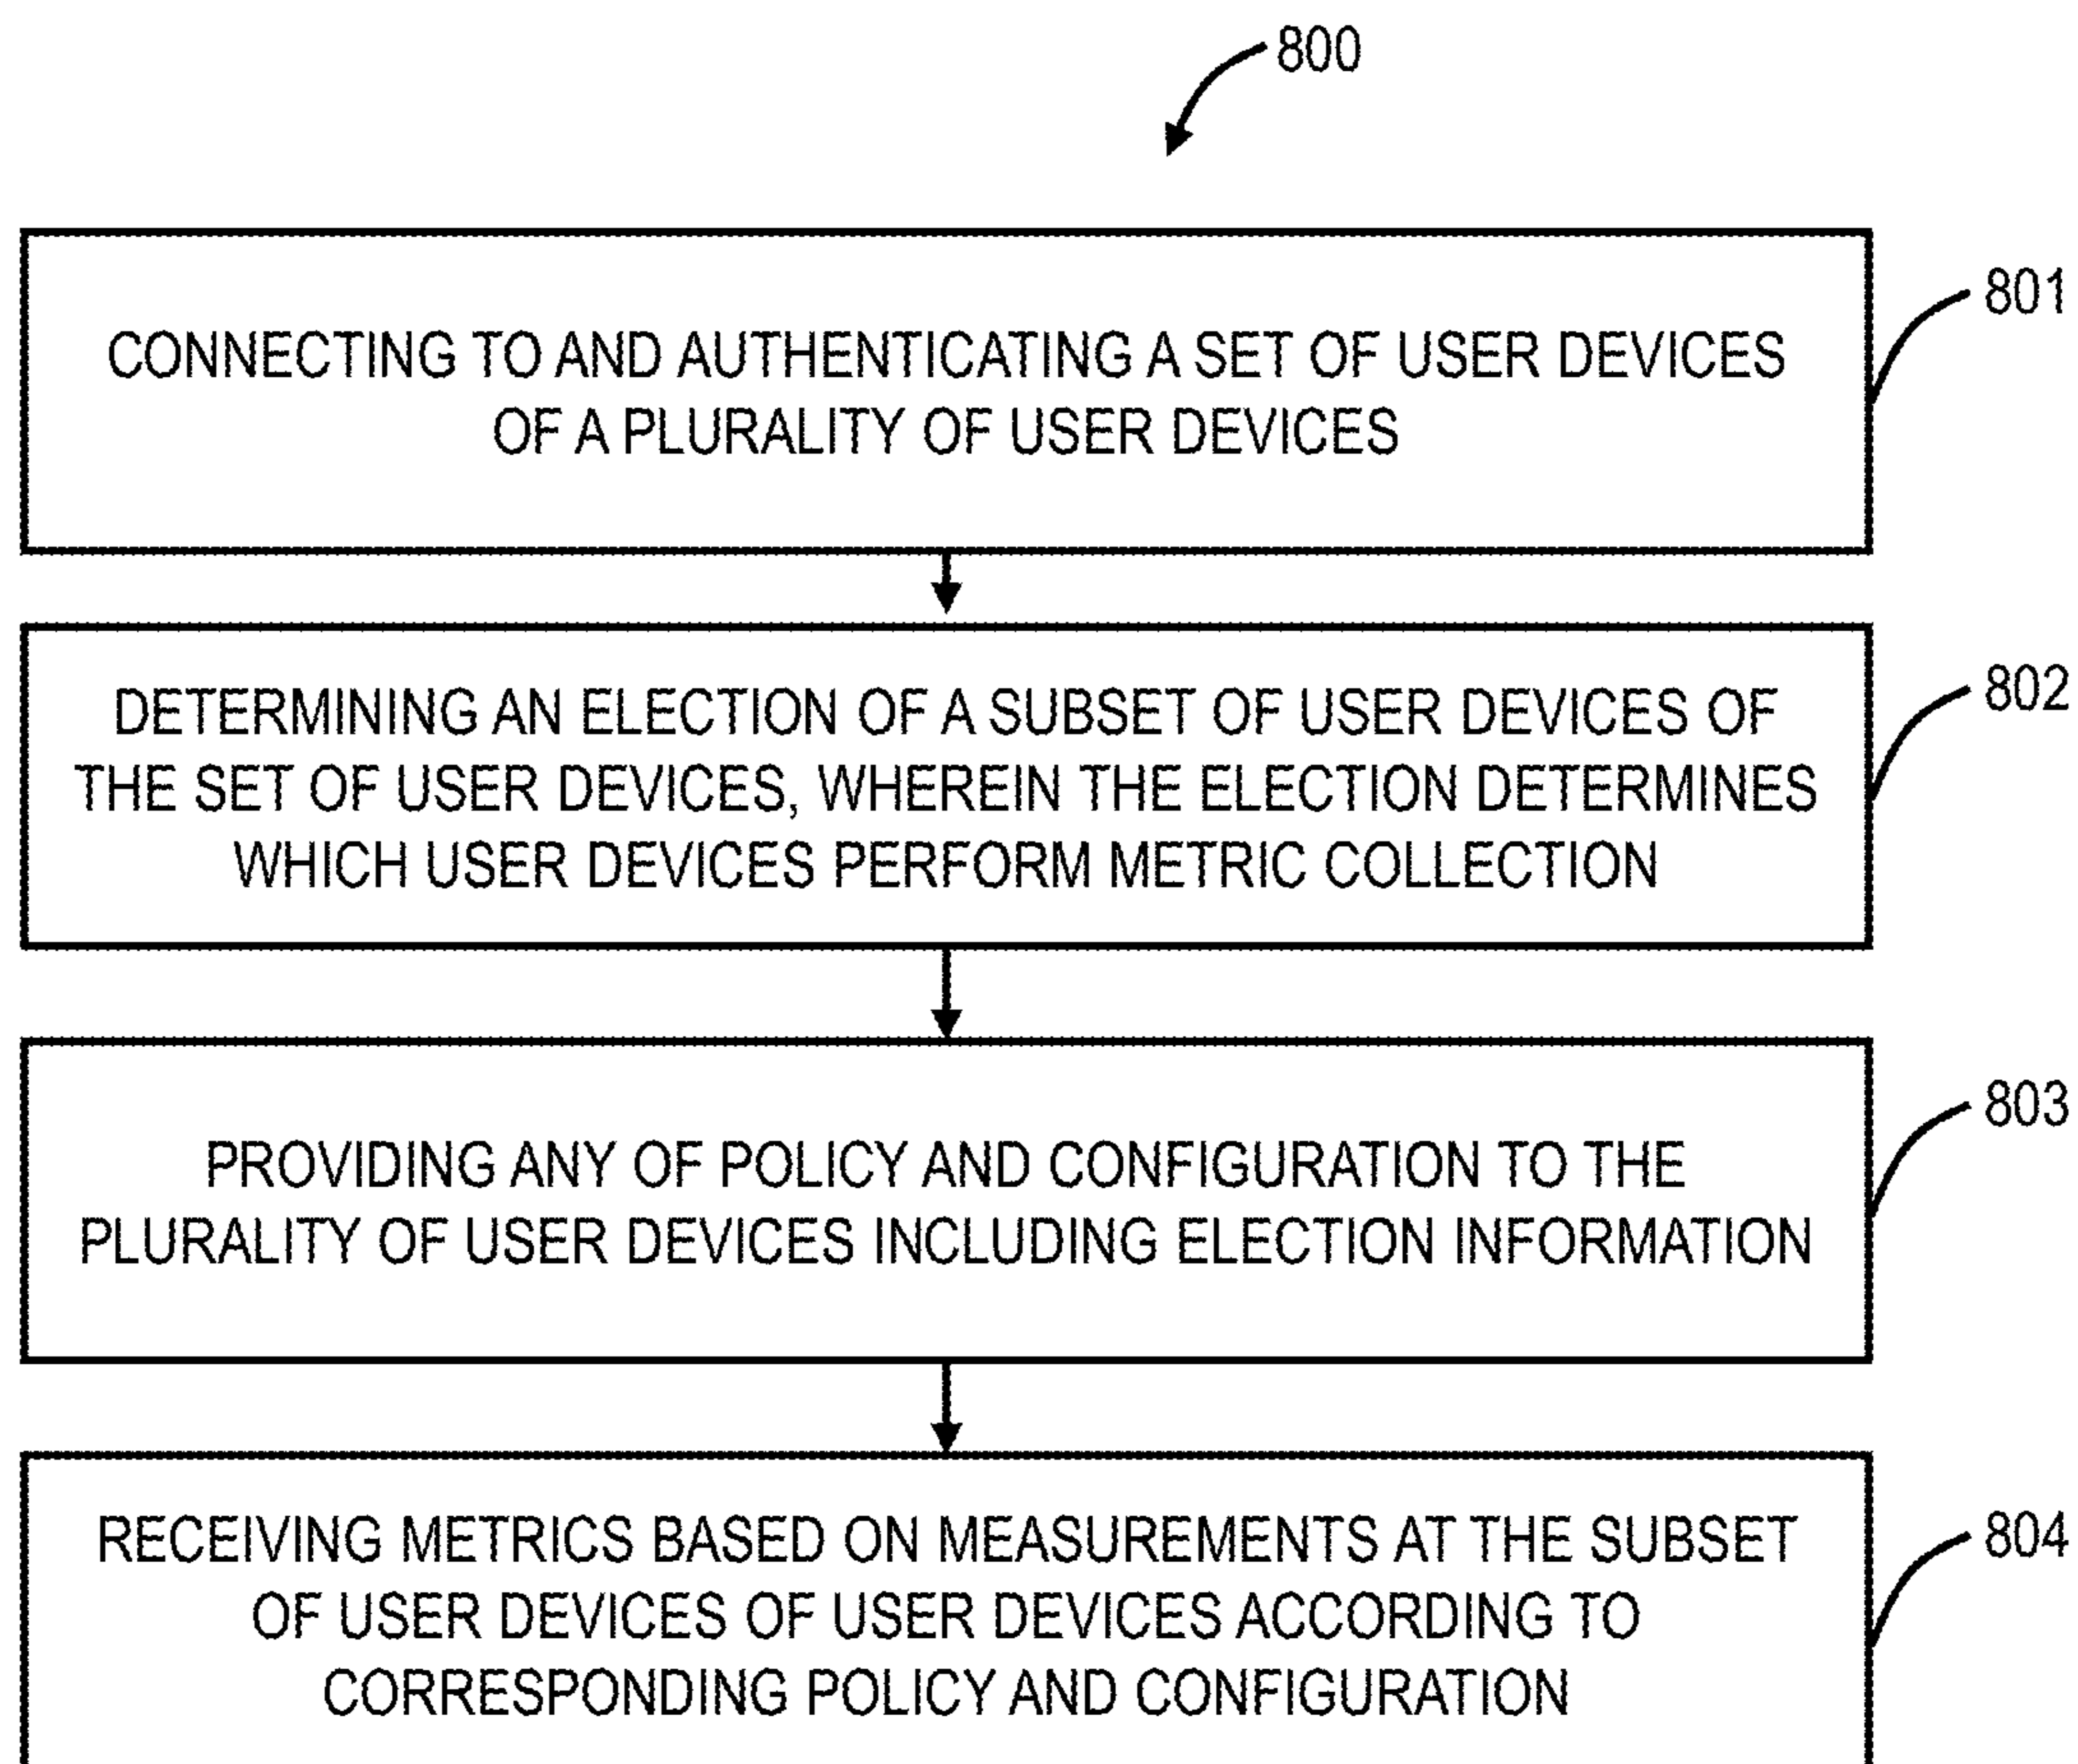 800
801
CONNECTING TO AND AUTHENTICATING A SET OF USER DEVICES
OF A PLURALITY OF USER DEVICES
802
DETERMINING AN ELECTION OF A SUBSET OF USER DEVICES OF
THE SET OF USER DEVICES, WHEREIN THE ELECTION DETERMINES
WHICH USER DEVICES PERFORM METRIC COLLECTION
803
PROVIDING ANY OF POLICY AND CONFIGURATION TO THE
PLURALITY OF USER DEVICES INCLUDING ELECTION INFORMATION
804
RECEIVING METRICS BASED ON MEASUREMENTS AT THE SUBSET
OF USER DEVICES OF USER DEVICES ACCORDING TO
CORRESPONDING POLICY AND CONFIGURATION